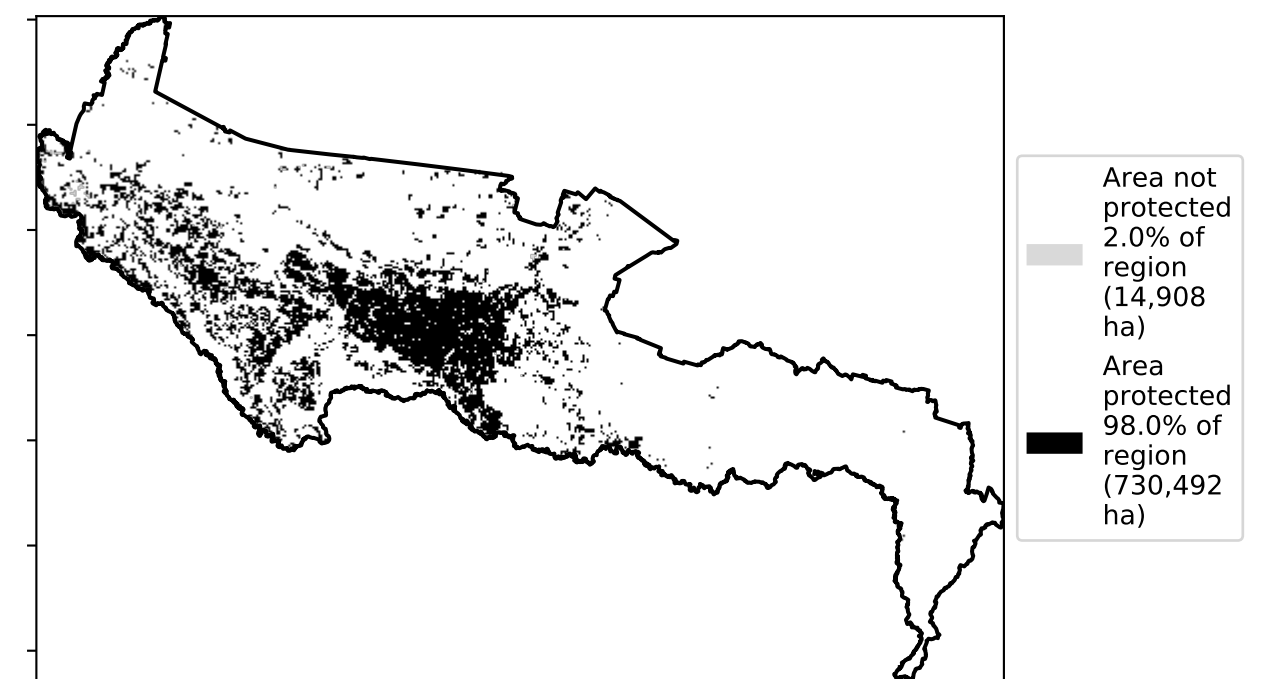 Area not
protected
2.0% of
region
(14,908
ha)
Area
protected
98.0% of
region
(730,492
ha)